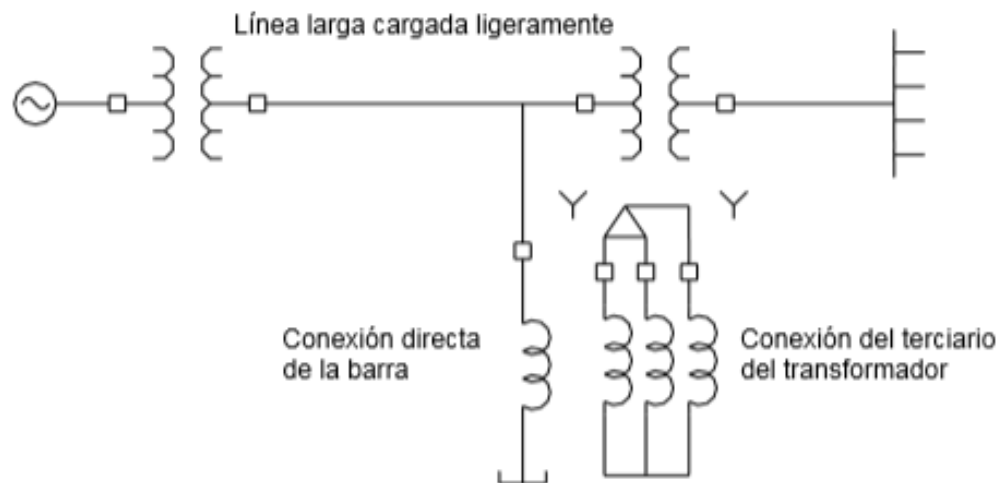 Línea larga cargada ligeramente
Conexión directa
de la barra
Conexión del terciario
del transformador